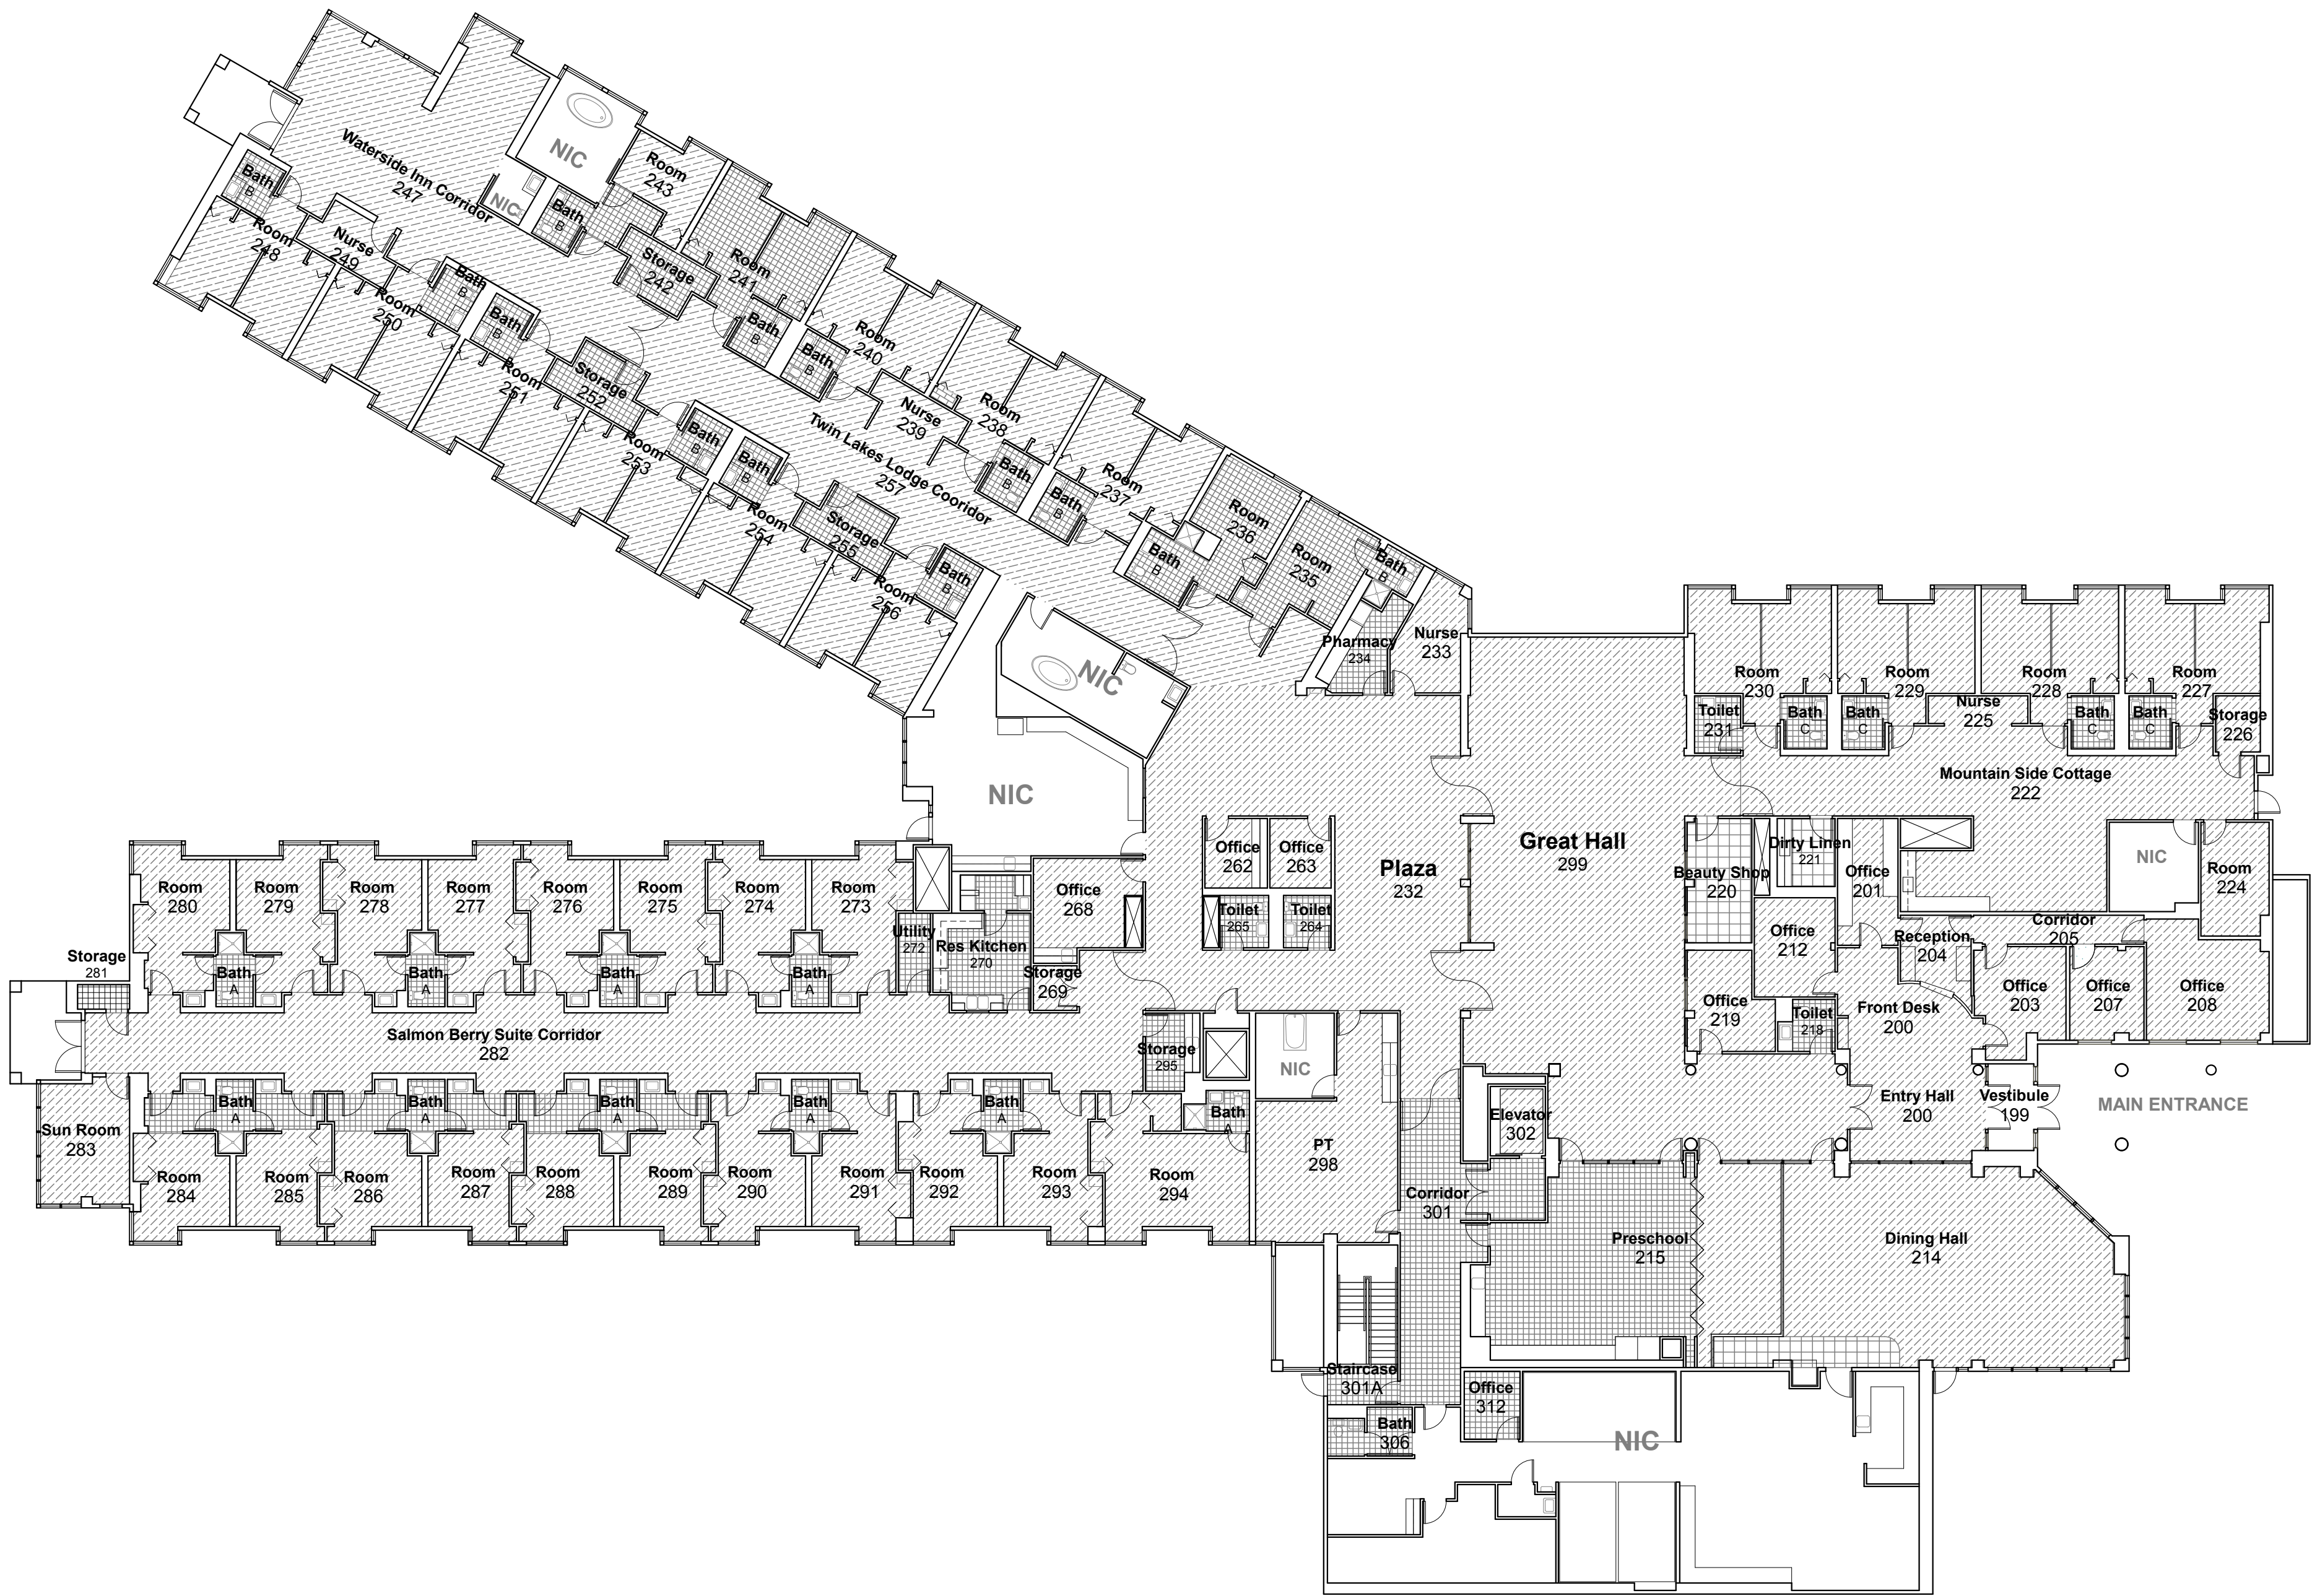 NIC
Room
243
Waterside Inn Corridor
247
Bath
B
NIC
Bath
B
Room
248
Nurse
249
Storage
242
Room
241
Room
250
Bath
B
Bath
B
Bath
B
Bath
B
Room
240
Room
251
Storage
252
Nurse
239
Room
238
Room
253
Bath
B
Bath
B
Twin Lakes Lodge Cooridor
257
Bath
B
Bath
B
Room
237
Room
236
Room
254
Storage
255
Bath
B
Room
235
Bath
B
Room
256
Bath
B
Pharmacy
234
Nurse
233
NIC
Room
230
Room
229
Room
228
Room
227
Toilet
231
Bath
C
Bath
C
Nurse
225
Bath
C
Bath
C
Storage
226
Mountain Side Cottage
222
NIC
Office
262
Office
263
Plaza
232
Great Hall
299
Beauty Shop
220
Dirty Linen
221
Office
201
NIC
Room
224
Room
280
Room
279
Room
278
Room
277
Room
276
Room
275
Room
274
Room
273
Office
268
Toilet
265
Toilet
264
Office
212
Reception
204
Corridor
205
Utility
272
Res Kitchen
270
Storage
281
Bath
A
Bath
A
Bath
A
Bath
A
Storage
269
Office
219
Toilet
218
Front Desk
200
Office
203
Office
207
Office
208
Salmon Berry Suite Corridor
282
Storage
295
NIC
Bath
A
Bath
A
Bath
A
Bath
A
Bath
A
Bath
A
Elevator
302
Entry Hall
200
Vestibule
199
MAIN ENTRANCE
Sun Room
283
Room
284
Room
285
Room
286
Room
287
Room
288
Room
289
Room
290
Room
291
Room
292
Room
293
Room
294
PT
298
Corridor
301
Preschool
215
Dining Hall
214
Staircase
301A
Office
312
Bath
306
NIC